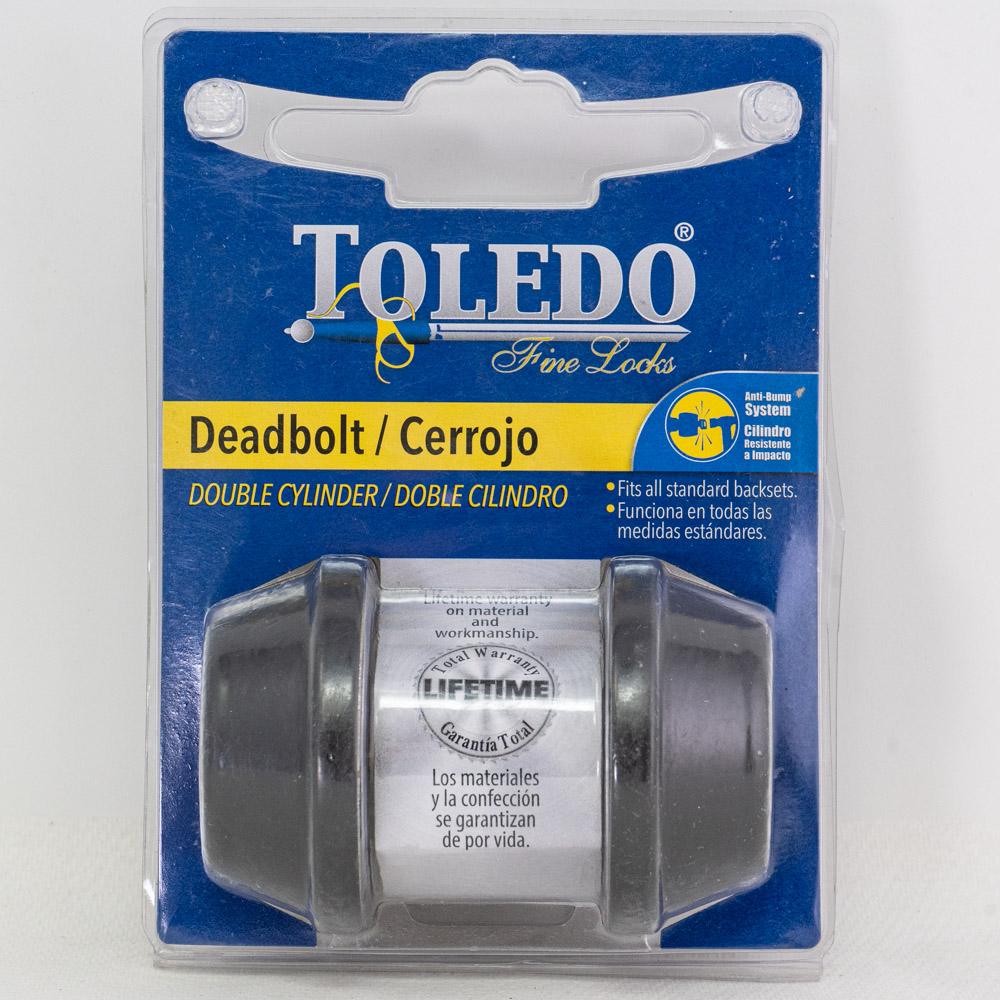 TOLEDO®
Fine Locks
Anti-Bump
System
Cilindro
Resistente
a Impacto
Deadbolt / Cerrojo
DOUBLE CYLINDER / DOBLE CILINDRO
• Fits all standard backsets.
• Funciona en todas las
medidas estándares.
Lifetime warranty
on material
and
workmanship.
Total Warranty
LIFETIME
Garantía Total
Los materiales
y la confección
se garantizan
de por vida.